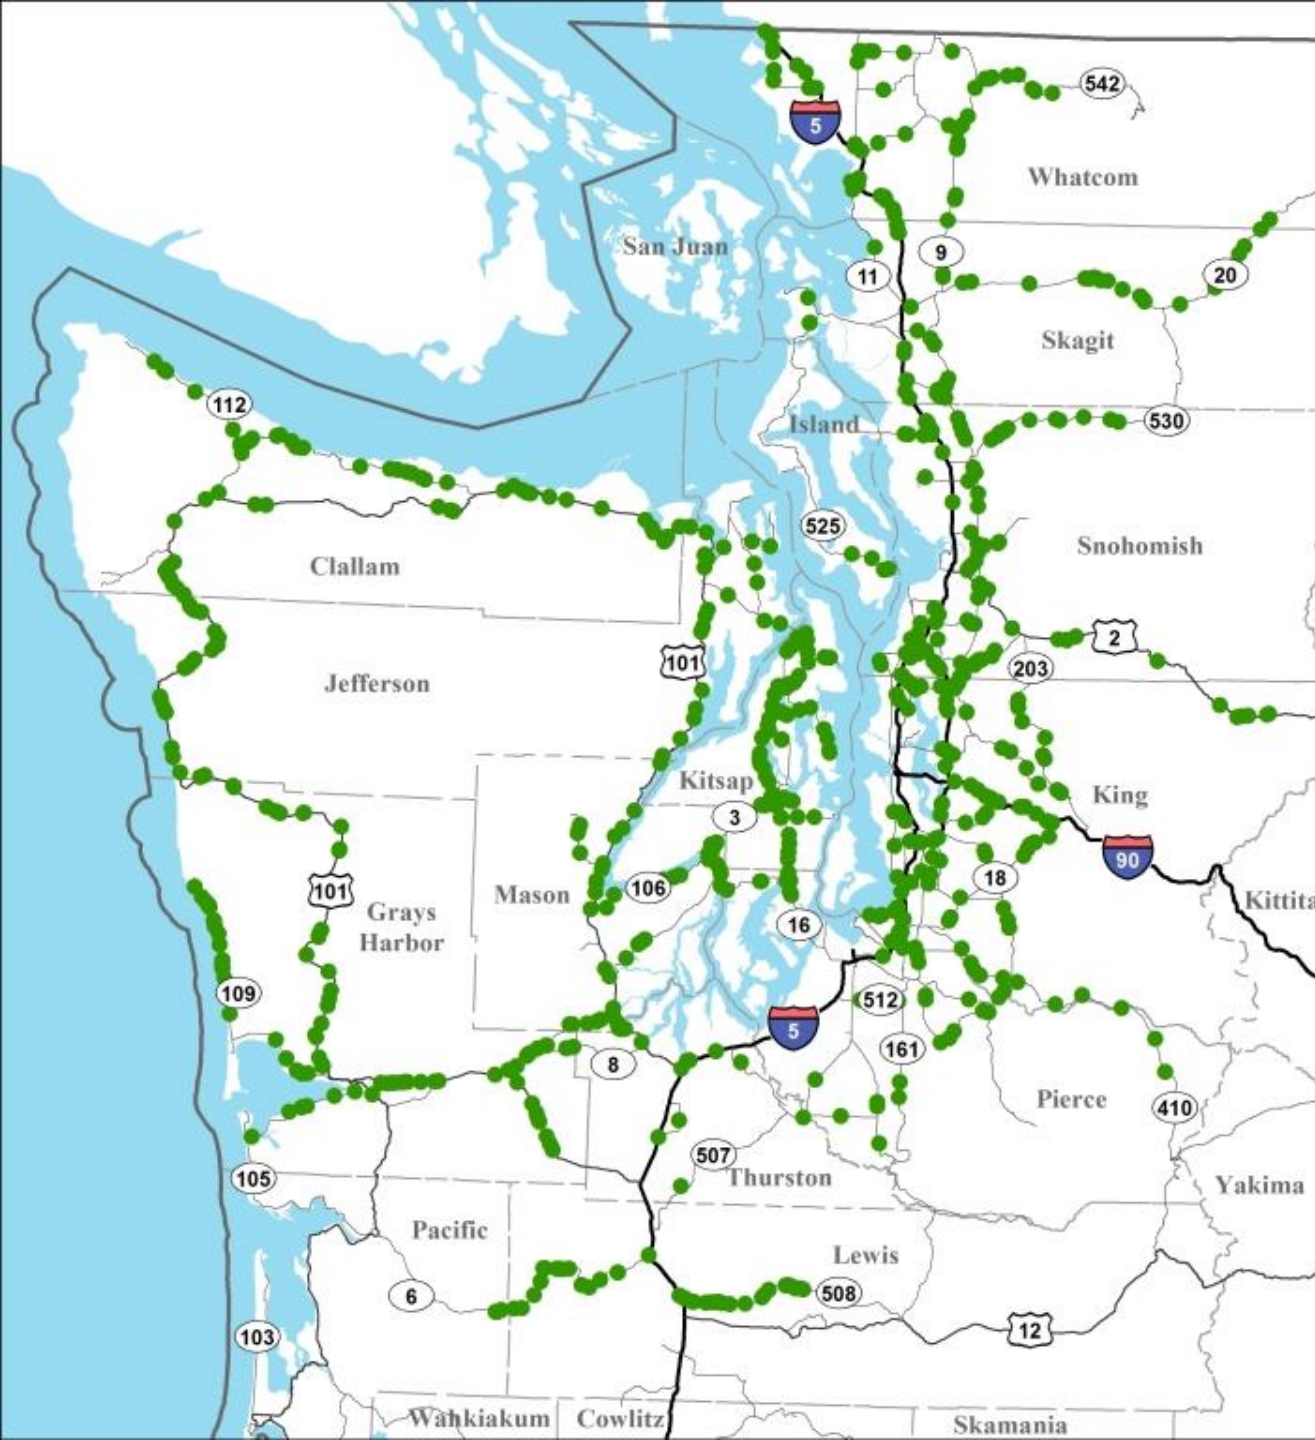 542
5
Whatcom
San Juan
9
11
20
Skagit
112
Island
530
525
Snohomish
Clallam
2
101
203
Jefferson
Kitsap
King
3
90
18
101
106
Mason
Kittita
Grays
Harbor
16
109
512
5
161
8
Pierce
410
507
105
Thurston
Yakima
Pacific
Lewis
6
508
12
103
Wahkiakum
Cowlitz
Skamania